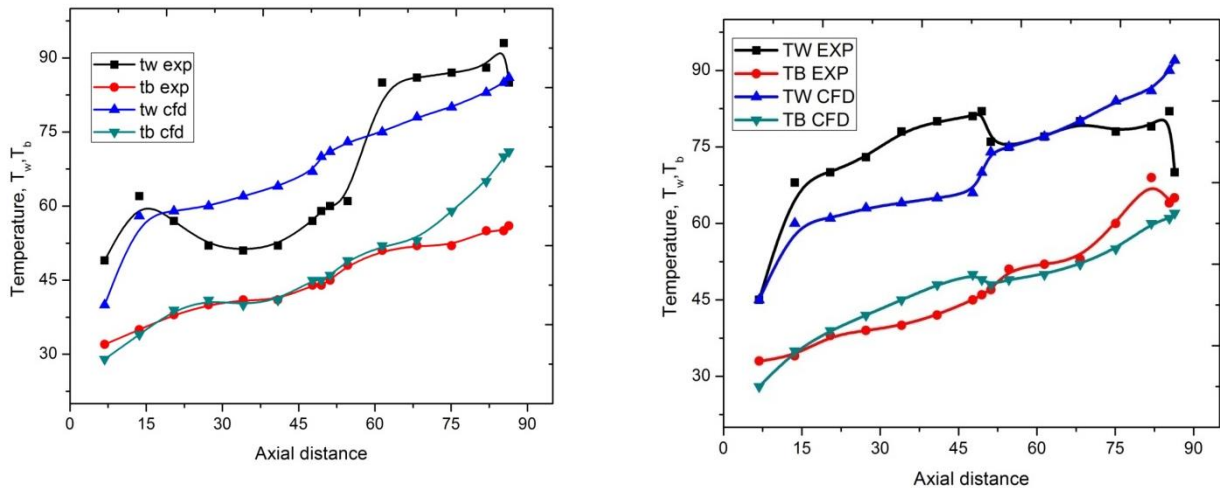 90
75
60
45
30
Temperature, T_w,T_b
tw exp
tb exp
tw cfd
tb cfd
0 15 30 45 60 75 90
Axial distance
90
75
60
45
30
Temperature, T_w,T_b
TW EXP
TB EXP
TW CFD
TB CFD
0 15 30 45 60 75 90
Axial distance